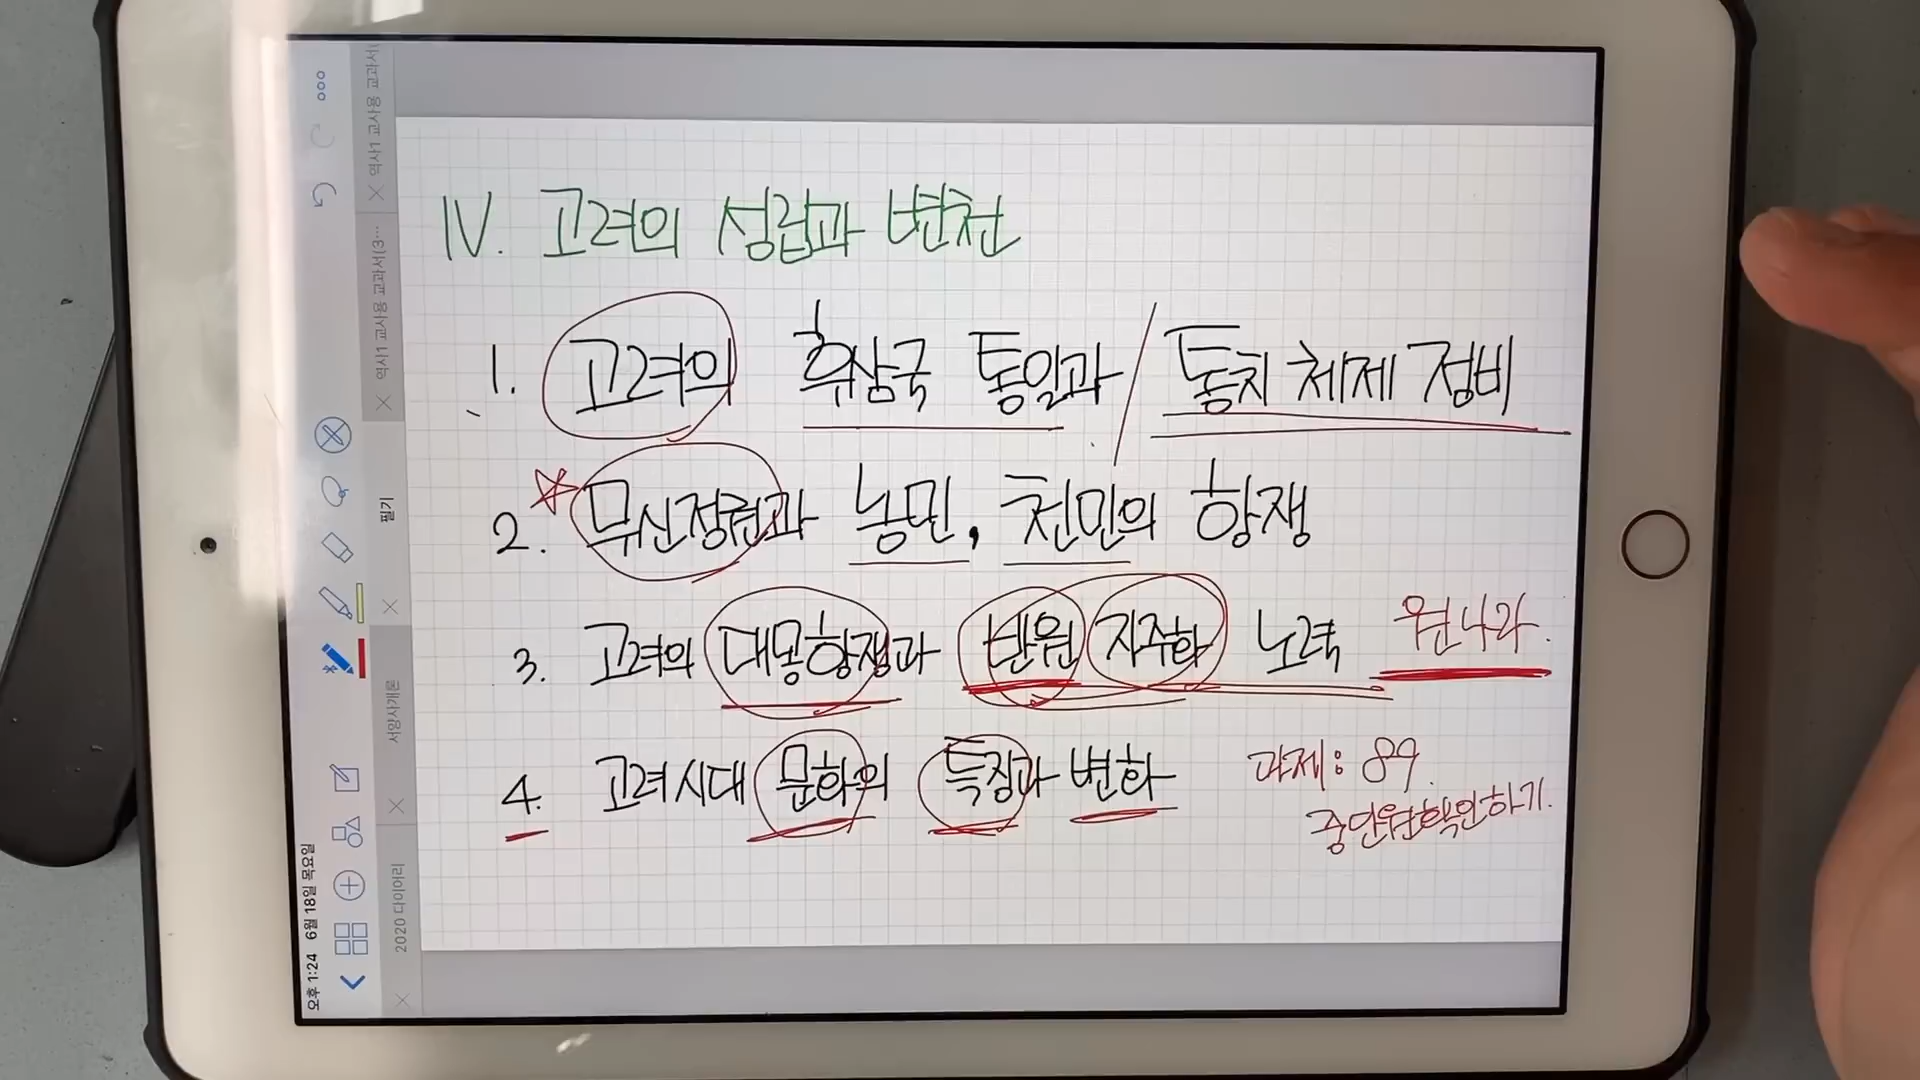 IV. 고려의 성립과 변천
1. 고려의 후삼국 통일과 / 통치 체제 정비
2. 무신정권과 농민, 천민의 항쟁
3. 고려의 대몽항쟁과 반원 자주화 노력 원나라.
4. 고려시대 문화의 특징과 변화
과제: 89.
중단원확인하기.
오후 1:24 6월 18일 목요일
2020 다이어리
서양사개론
필기
역사1 교사용 교과서(3…
역사1 교사용 교과서(